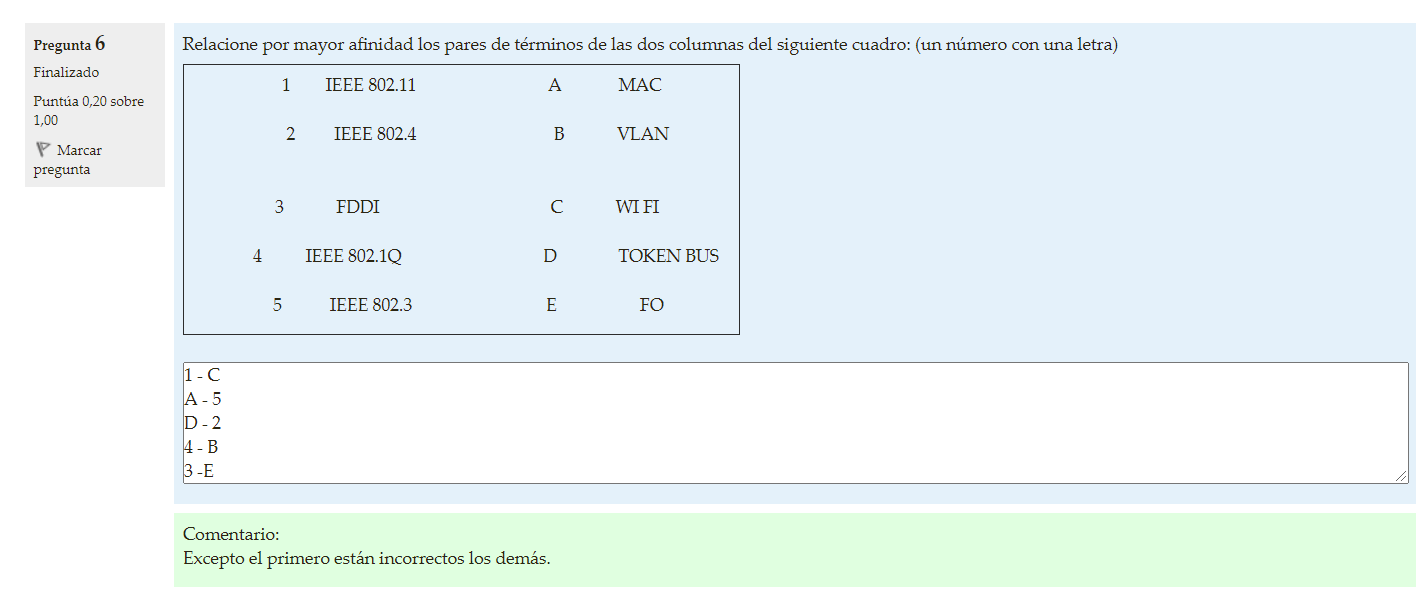 Pregunta 6
Finalizado
Puntúa 0,20 sobre
1,00
Marcar
pregunta
Relacione por mayor afinidad los pares de términos de las dos columnas del siguiente cuadro: (un número con una letra)
1 IEEE 802.11 A MAC
2 IEEE 802.4 B VLAN
3 FDDI C WI FI
4 IEEE 802.1Q D TOKEN BUS
5 IEEE 802.3 E FO
1 - C
A - 5
D - 2
4 - B
3 -E
Comentario:
Excepto el primero están incorrectos los demás.